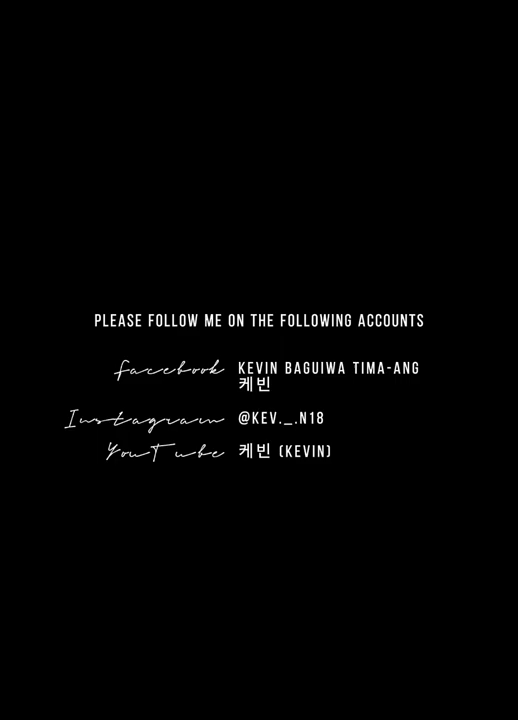 PLEASE FOLLOW ME ON THE FOLLOWING ACCOUNTS
facebook KEVIN BAGUIWA TIMA-ANG
케빈
Instagram @KEV._.N18
YouTube 케빈 (KEVIN)